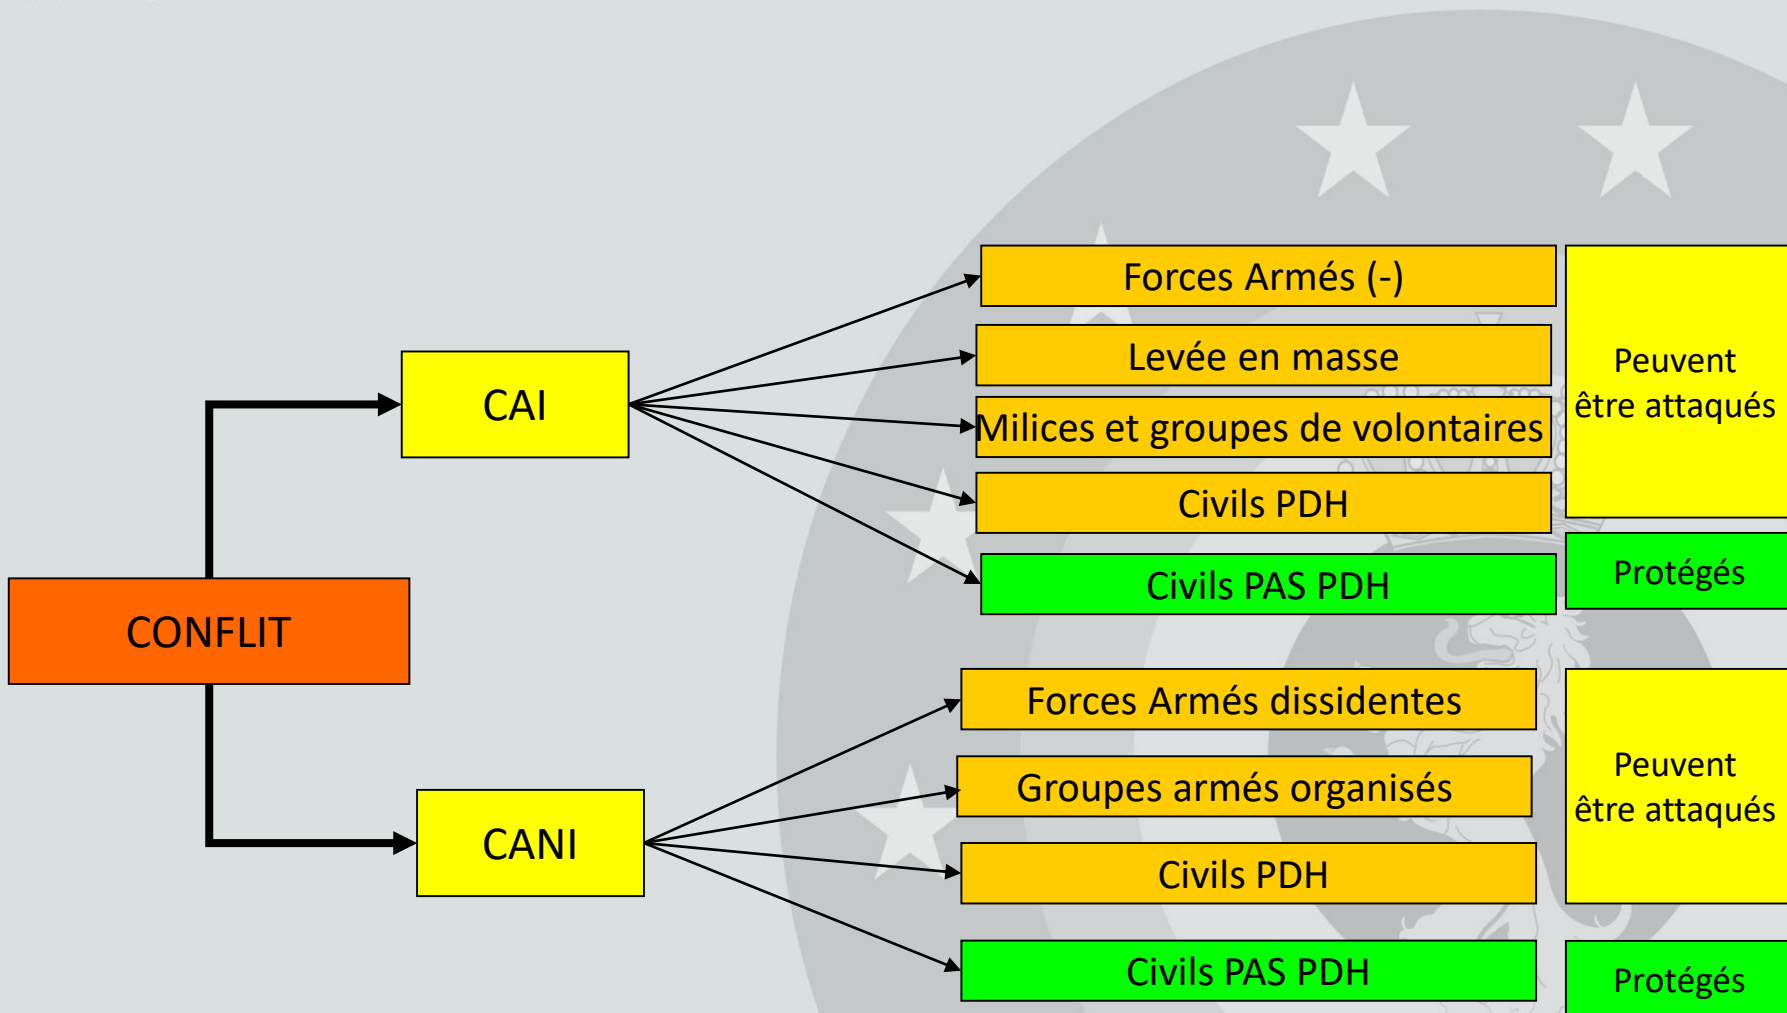 CONFLIT
CAI
Forces Armés (-)
Levée en masse
Milices et groupes de volontaires
Civils PDH
Civils PAS PDH
Peuvent
être attaqués
Protégés
CANI
Forces Armés dissidentes
Groupes armés organisés
Civils PDH
Civils PAS PDH
Peuvent
être attaqués
Protégés